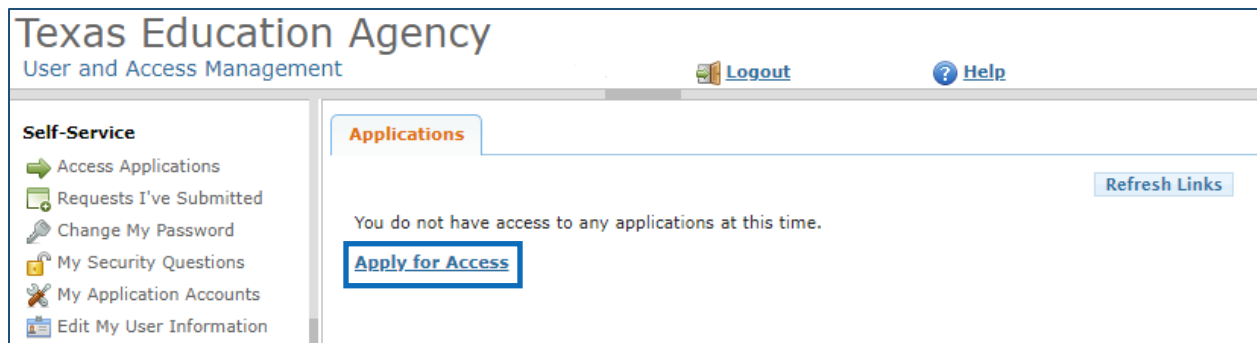 Texas Education Agency
User and Access Management
Logout
Help
Self-Service
Access Applications
Requests I've Submitted
Change My Password
My Security Questions
My Application Accounts
Edit My User Information
Applications
Refresh Links
You do not have access to any applications at this time.
Apply for Access